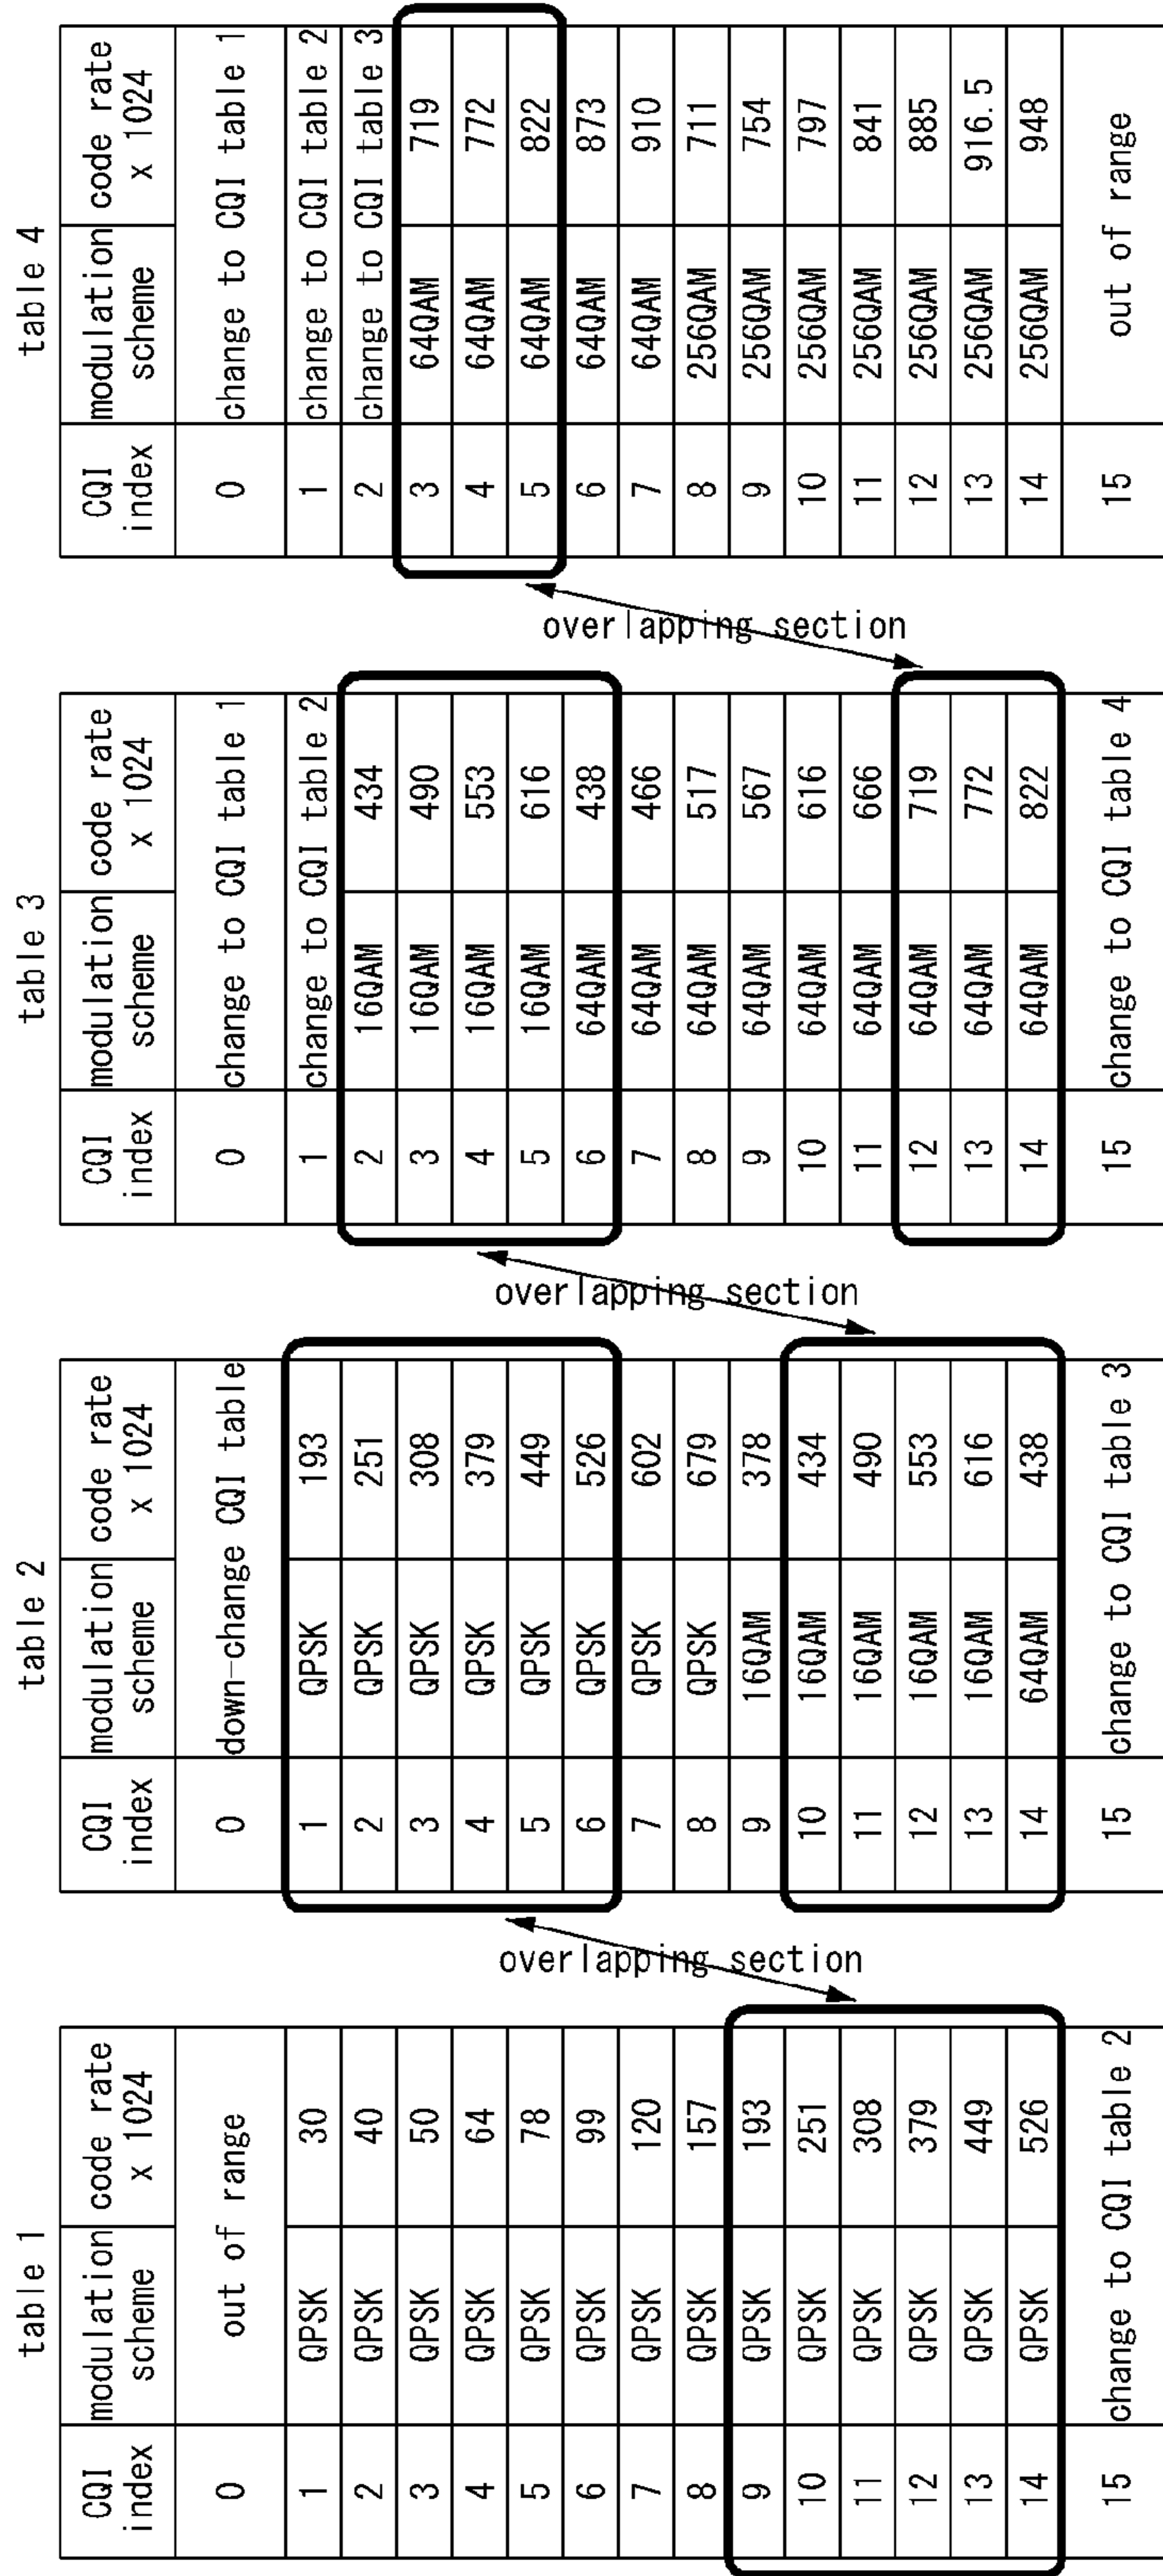 table 1
CQI index | modulation scheme | code rate x 1024
0 | out of range
1 | QPSK | 30
2 | QPSK | 40
3 | QPSK | 50
4 | QPSK | 64
5 | QPSK | 78
6 | QPSK | 99
7 | QPSK | 120
8 | QPSK | 157
9 | QPSK | 193
10 | QPSK | 251
11 | QPSK | 308
12 | QPSK | 379
13 | QPSK | 449
14 | QPSK | 526
15 | change to CQI table 2
overlapping section
table 2
CQI index | modulation scheme | code rate x 1024
0 | down-change CQI table
1 | QPSK | 193
2 | QPSK | 251
3 | QPSK | 308
4 | QPSK | 379
5 | QPSK | 449
6 | QPSK | 526
7 | QPSK | 602
8 | QPSK | 679
9 | 16QAM | 378
10 | 16QAM | 434
11 | 16QAM | 490
12 | 16QAM | 553
13 | 16QAM | 616
14 | 64QAM | 438
15 | change to CQI table 3
overlapping section
table 3
CQI index | modulation scheme | code rate x 1024
0 | change to CQI table 1
1 | change to CQI table 2
2 | 16QAM | 434
3 | 16QAM | 490
4 | 16QAM | 553
5 | 16QAM | 616
6 | 64QAM | 438
7 | 64QAM | 466
8 | 64QAM | 517
9 | 64QAM | 567
10 | 64QAM | 616
11 | 64QAM | 666
12 | 64QAM | 719
13 | 64QAM | 772
14 | 64QAM | 822
15 | change to CQI table 4
overlapping section
table 4
CQI index | modulation scheme | code rate x 1024
0 | change to CQI table 1
1 | change to CQI table 2
2 | change to CQI table 3
3 | 64QAM | 719
4 | 64QAM | 772
5 | 64QAM | 822
6 | 64QAM | 873
7 | 64QAM | 910
8 | 256QAM | 711
9 | 256QAM | 754
10 | 256QAM | 797
11 | 256QAM | 841
12 | 256QAM | 885
13 | 256QAM | 916.5
14 | 256QAM | 948
15 | out of range